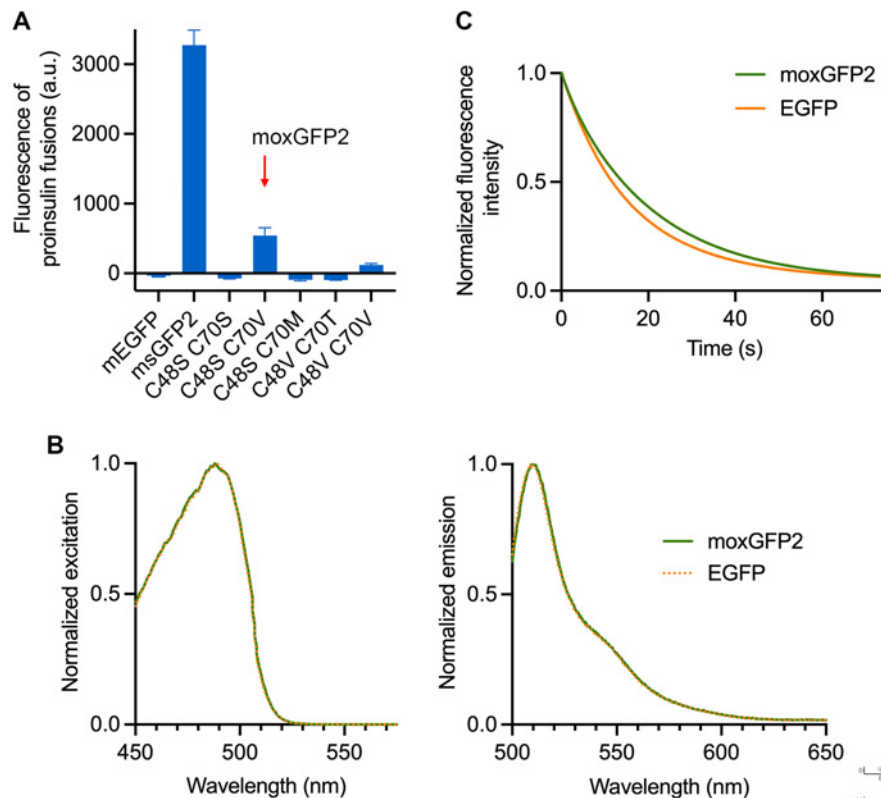 A
Fluorescence of
proinsulin fusions (a.u.)
3000
2000
1000
0
moxGFP2
mEGFP
msGFP2
C48S C70S
C48S C70V
C48S C70M
C48V C70T
C48V C70V
C
Normalized fluorescence
intensity
1.0
0.5
0.0
0
20
40
60
Time (s)
moxGFP2
EGFP
B
Normalized excitation
1.0
0.5
0.0
450
500
550
Wavelength (nm)
Normalized emission
1.0
0.5
0.0
500
550
600
650
Wavelength (nm)
moxGFP2
EGFP